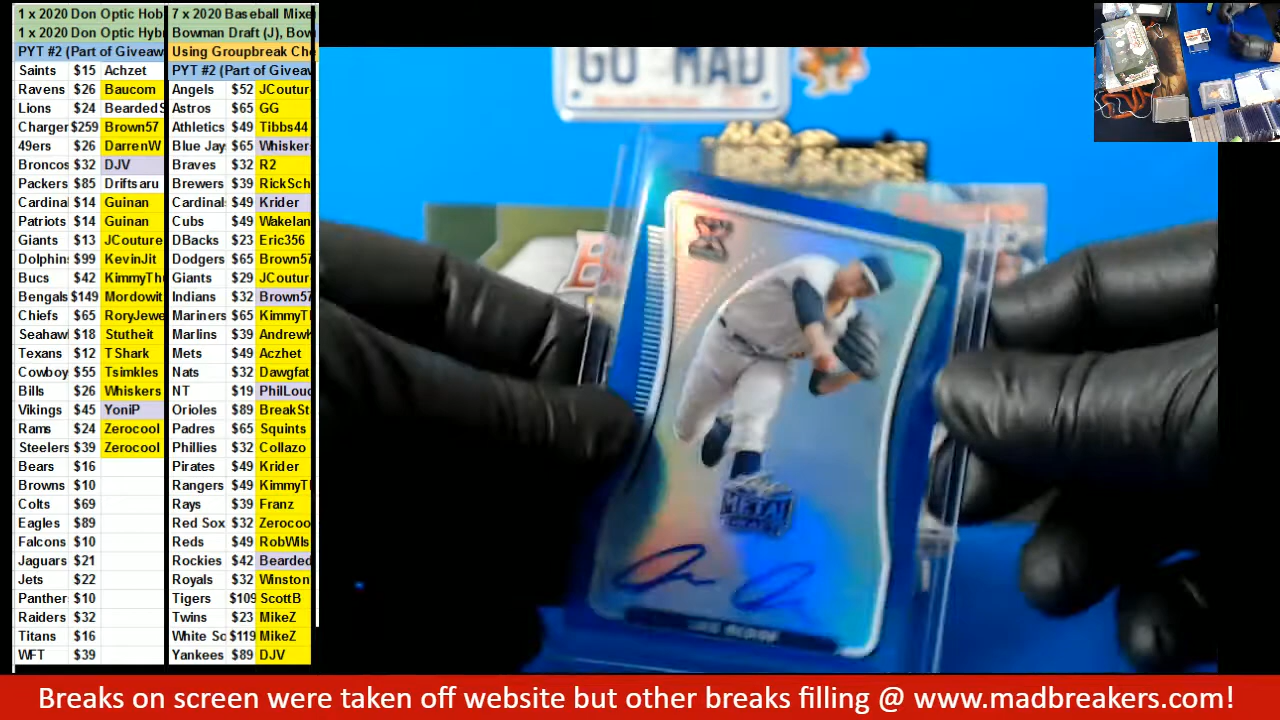 1 x 2020 Don Optic Hob
1 x 2020 Don Optic Hybr
PYT #2 (Part of Giveaw
Saints $15 Achzet
Ravens $26 Baucom
Lions $24 BeardedS
Charger $259 Brown57
49ers $26 DarrenW
Broncos $32 DJV
Packers $85 Driftsaru
Cardinal $14 Guinan
Patriots $14 Guinan
Giants $13 JCouture
Dolphin $99 KevinJit
Bucs $42 KimmyTh
Bengals $149 Mordowit
Chiefs $65 RoryJewe
Seahaw $18 Stutheit
Texans $12 TShark
Cowboy $55 Tsimkles
Bills $26 Whiskers
Vikings $45 YoniP
Rams $24 Zerocool
Steelers $39 Zerocool
Bears $16
Browns $10
Colts $69
Eagles $89
Falcons $10
Jaguars $21
Jets $22
Panther $10
Raiders $32
Titans $16
WFT $39
7 x 2020 Baseball Mixe
Bowman Draft (J), Bow
Using Groupbreak Che
PYT #2 (Part of Giveaw
Angels $52 JCoutur
Astros $65 GG
Athletics $49 Tibbs44
Blue Jay $65 Whisker
Braves $32 R2
Brewers $39 RickSch
Cardinal $49 Krider
Cubs $49 Wakelan
DBacks $23 Eric356
Dodgers $65 Brown57
Giants $29 JCouture
Indians $32 Brown57
Mariners $65 KimmyT
Marlins $39 AndrewK
Mets $49 Aczhet
Nats $32 Dawgfat
NT $19 PhilLou
Orioles $89 BreakSt
Padres $65 Squints
Phillies $32 Collazo
Pirates $49 Krider
Rangers $49 KimmyT
Rays $39 Franz
Red Sox $32 Zerocoo
Reds $49 RobWils
Rockies $42 Bearded
Royals $32 Winston
Tigers $109 ScottB
Twins $23 MikeZ
White So $119 MikeZ
Yankees $89 DJV
GO MAD
METAL
Breaks on screen were taken off website but other breaks filling @ www.madbreakers.com!